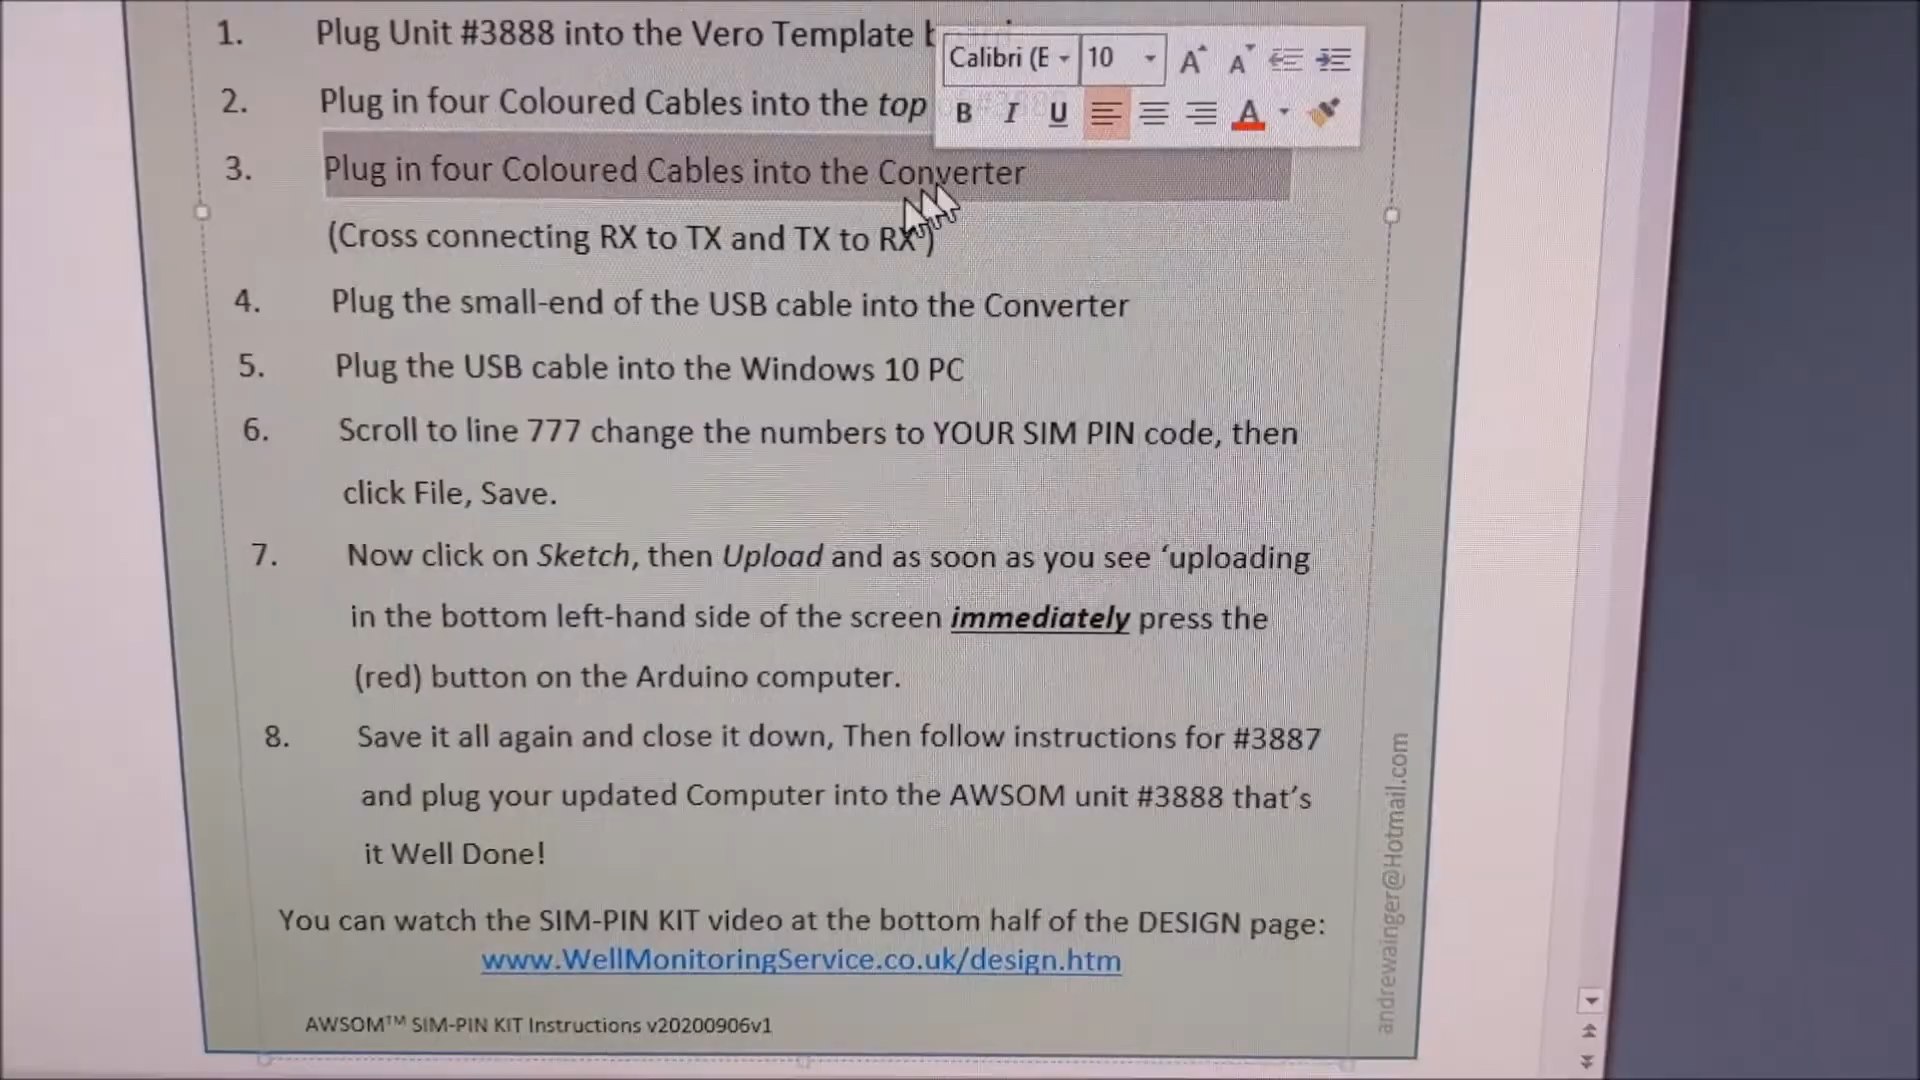 1. Plug Unit #3888 into the Vero Template
Calibri (E 10 A A
2. Plug in four Coloured Cables into the top
B I U A
3. Plug in four Coloured Cables into the Converter
(Cross connecting RX to TX and TX to RX )
4. Plug the small-end of the USB cable into the Converter
5. Plug the USB cable into the Windows 10 PC
6. Scroll to line 777 change the numbers to YOUR SIM PIN code, then
click File, Save.
7. Now click on Sketch, then Upload and as soon as you see ‘uploading
in the bottom left-hand side of the screen immediately press the
(red) button on the Arduino computer.
8. Save it all again and close it down, Then follow instructions for #3887
and plug your updated Computer into the AWSOM unit #3888 that’s
it Well Done!
You can watch the SIM-PIN KIT video at the bottom half of the DESIGN page:
www.WellMonitoringService.co.uk/design.htm
AWSOM™ SIM-PIN KIT Instructions v20200906v1
andrewainger@Hotmail.com